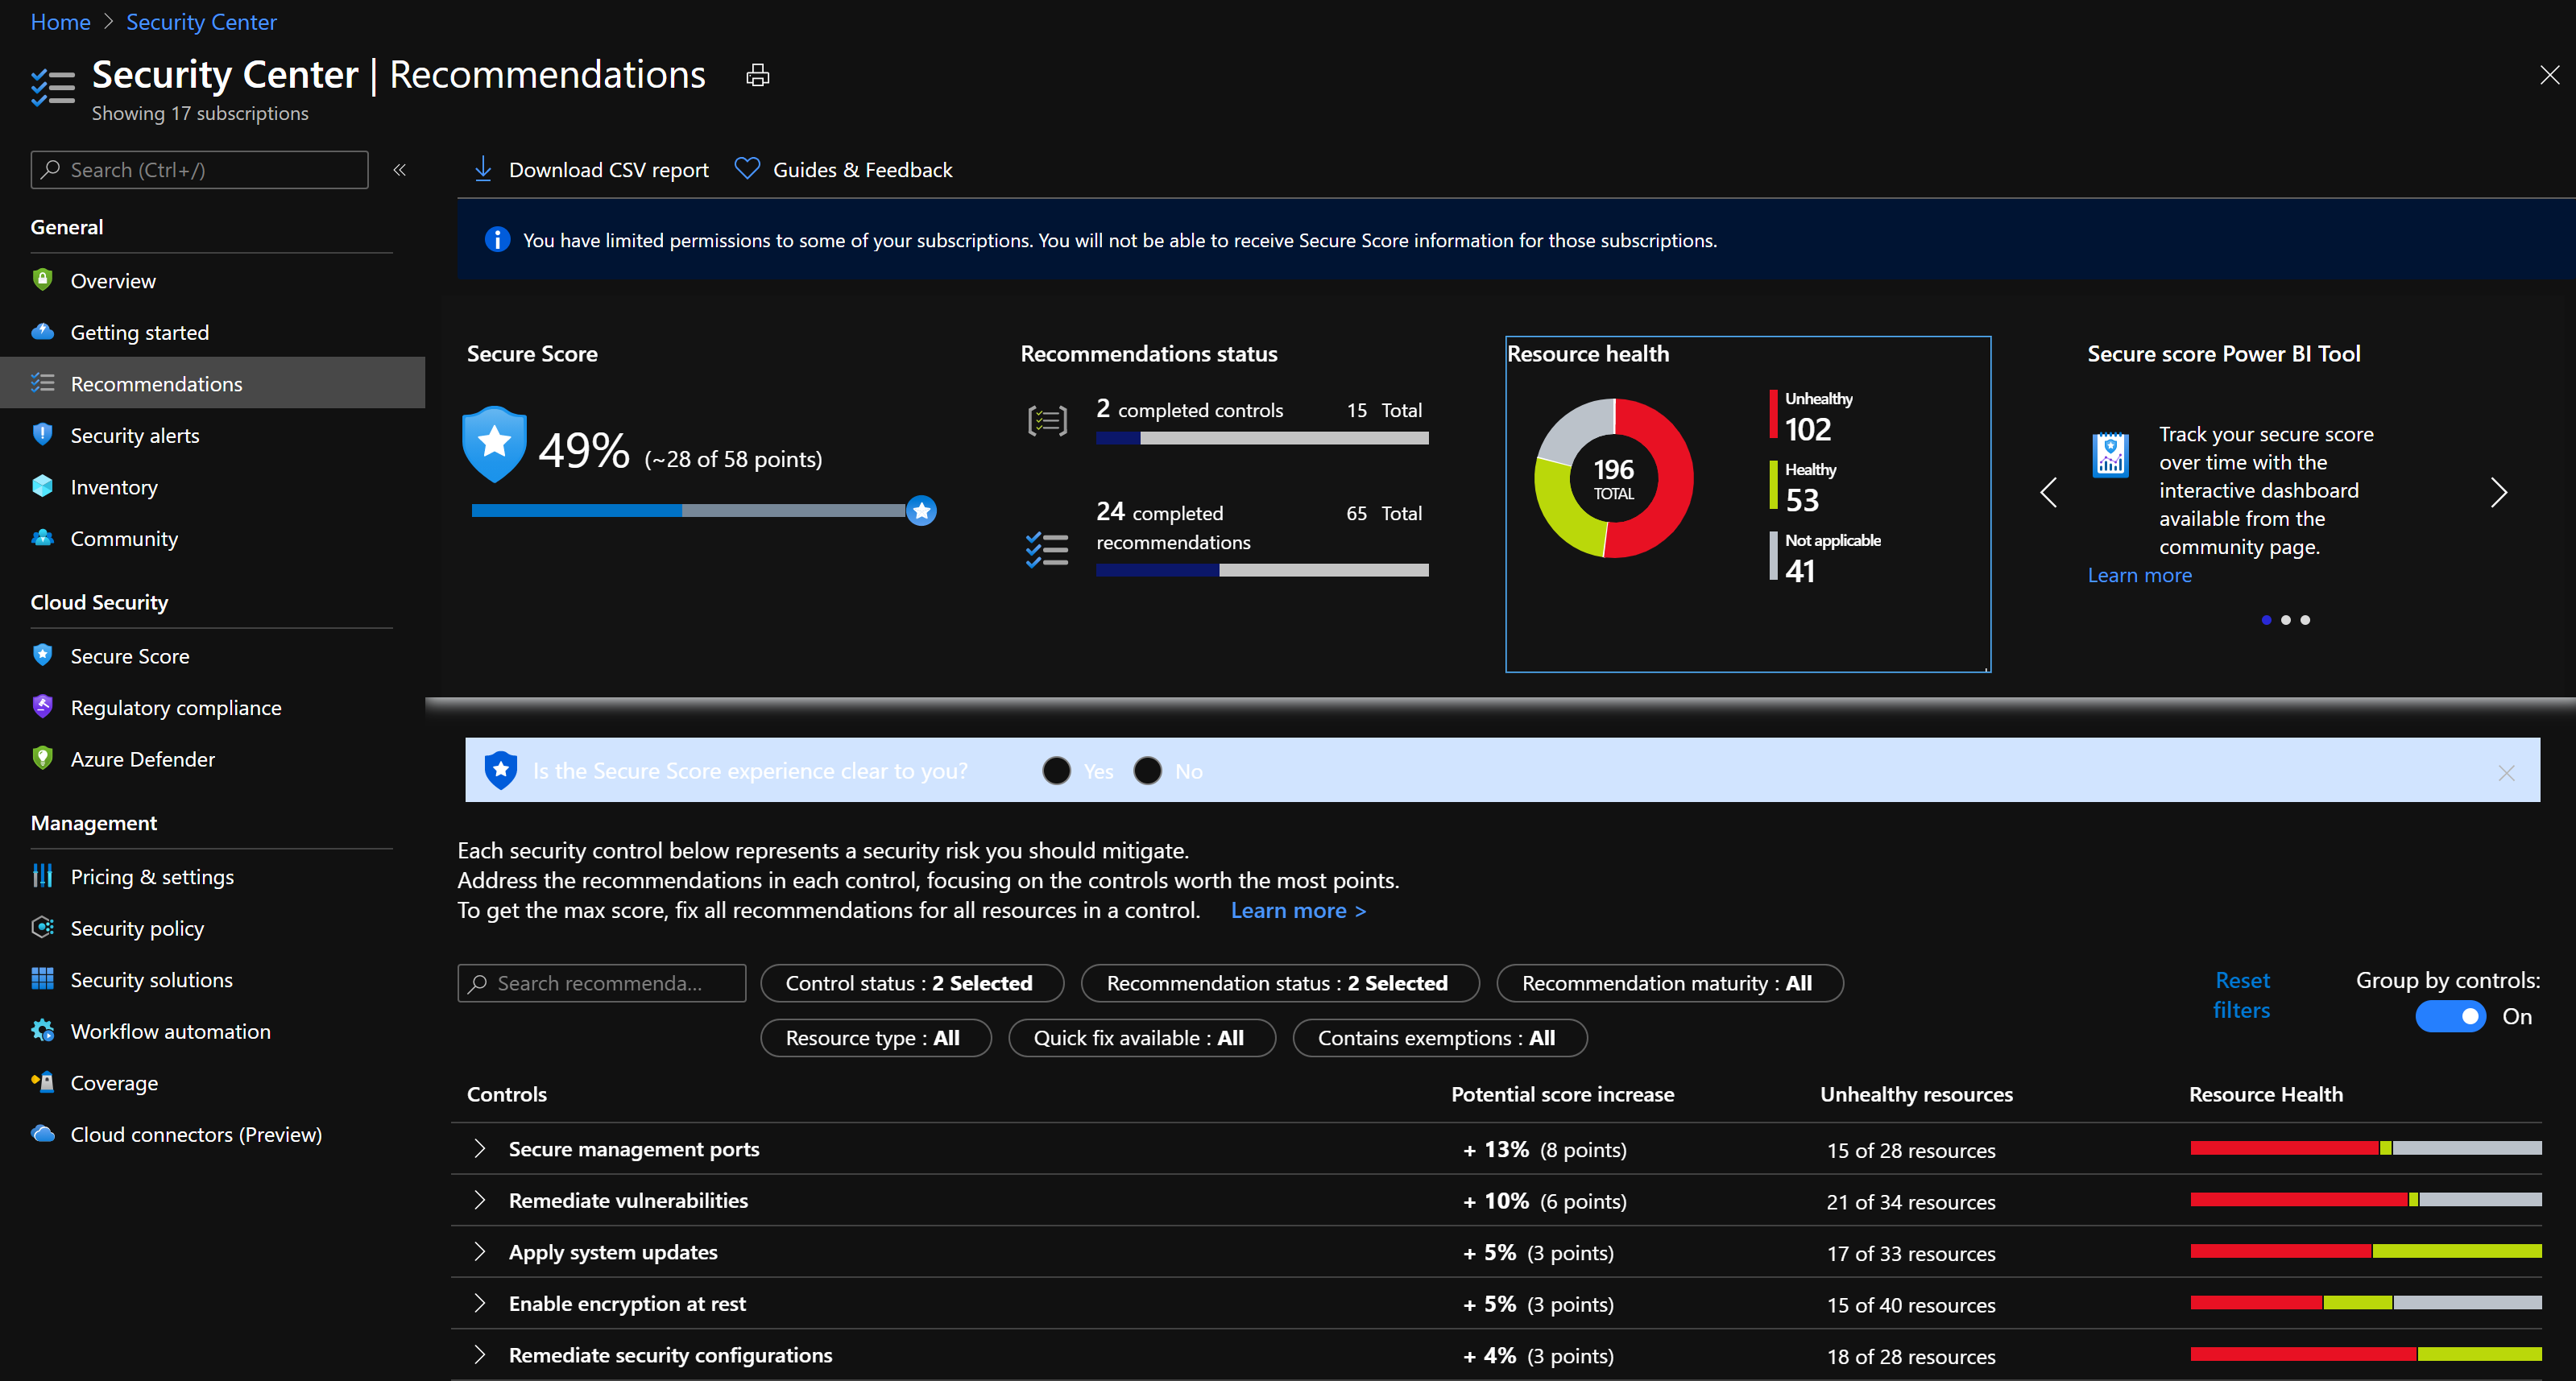 Home > Security Center
Security Center | Recommendations
Showing 17 subscriptions
Search (Ctrl+/)
«
General
Overview
Getting started
Recommendations
Security alerts
Inventory
Community
Cloud Security
Secure Score
Regulatory compliance
Azure Defender
Management
Pricing & settings
Security policy
Security solutions
Workflow automation
Coverage
Cloud connectors (Preview)
Download CSV report Guides & Feedback
You have limited permissions to some of your subscriptions. You will not be able to receive Secure Score information for those subscriptions.
Secure Score
49% (~28 of 58 points)
Recommendations status
2 completed controls 15 Total
24 completed 65 Total
recommendations
Resource health
196
TOTAL
Unhealthy
102
Healthy
53
Not applicable
41
Secure score Power BI Tool
Track your secure score
over time with the
interactive dashboard
available from the
community page.
Learn more
Is the Secure Score experience clear to you? Yes No
Each security control below represents a security risk you should mitigate.
Address the recommendations in each control, focusing on the controls worth the most points.
To get the max score, fix all recommendations for all resources in a control. Learn more >
Search recommenda... Control status : 2 Selected Recommendation status : 2 Selected Recommendation maturity : All
Resource type : All Quick fix available : All Contains exemptions : All
Reset
filters
Group by controls:
On
Controls Potential score increase Unhealthy resources Resource Health
Secure management ports + 13% (8 points) 15 of 28 resources
Remediate vulnerabilities + 10% (6 points) 21 of 34 resources
Apply system updates + 5% (3 points) 17 of 33 resources
Enable encryption at rest + 5% (3 points) 15 of 40 resources
Remediate security configurations + 4% (3 points) 18 of 28 resources